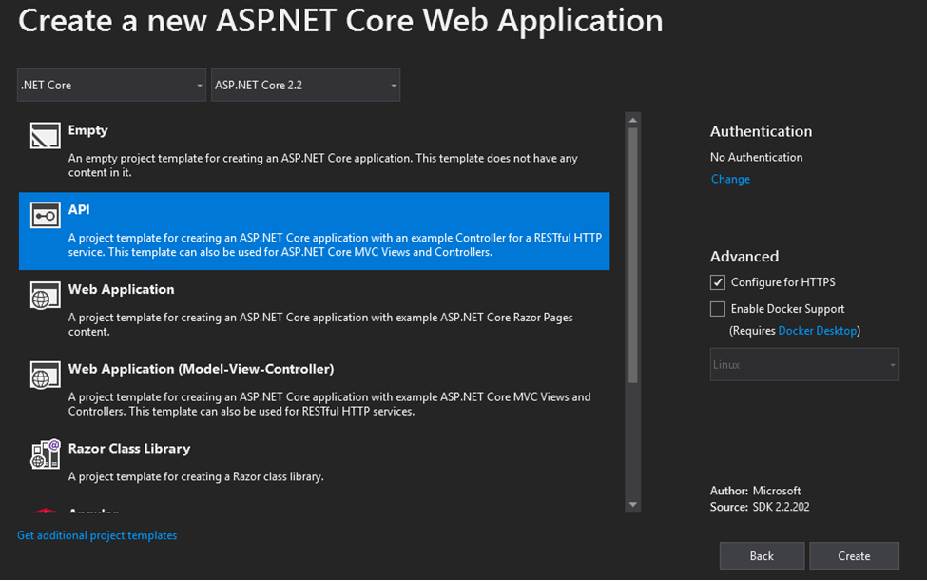 Create a new ASP.NET Core Web Application
.NET Core
ASP.NET Core 2.2
Empty
An empty project template for creating an ASP.NET Core application. This template does not have any
content in it.
API
A project template for creating an ASP.NET Core application with an example Controller for a RESTful HTTP
service. This template can also be used for ASP.NET Core MVC Views and Controllers.
Web Application
A project template for creating an ASP.NET Core application with example ASP.NET Core Razor Pages
content.
Web Application (Model-View-Controller)
A project template for creating an ASP.NET Core application with example ASP.NET Core MVC Views and
Controllers. This template can also be used for RESTful HTTP services.
Razor Class Library
A project template for creating a Razor class library.
Angular
Get additional project templates
Authentication
No Authentication
Change
Advanced
Configure for HTTPS
Enable Docker Support
(Requires Docker Desktop)
Linux
Author: Microsoft
Source: SDK 2.2.202
Back
Create